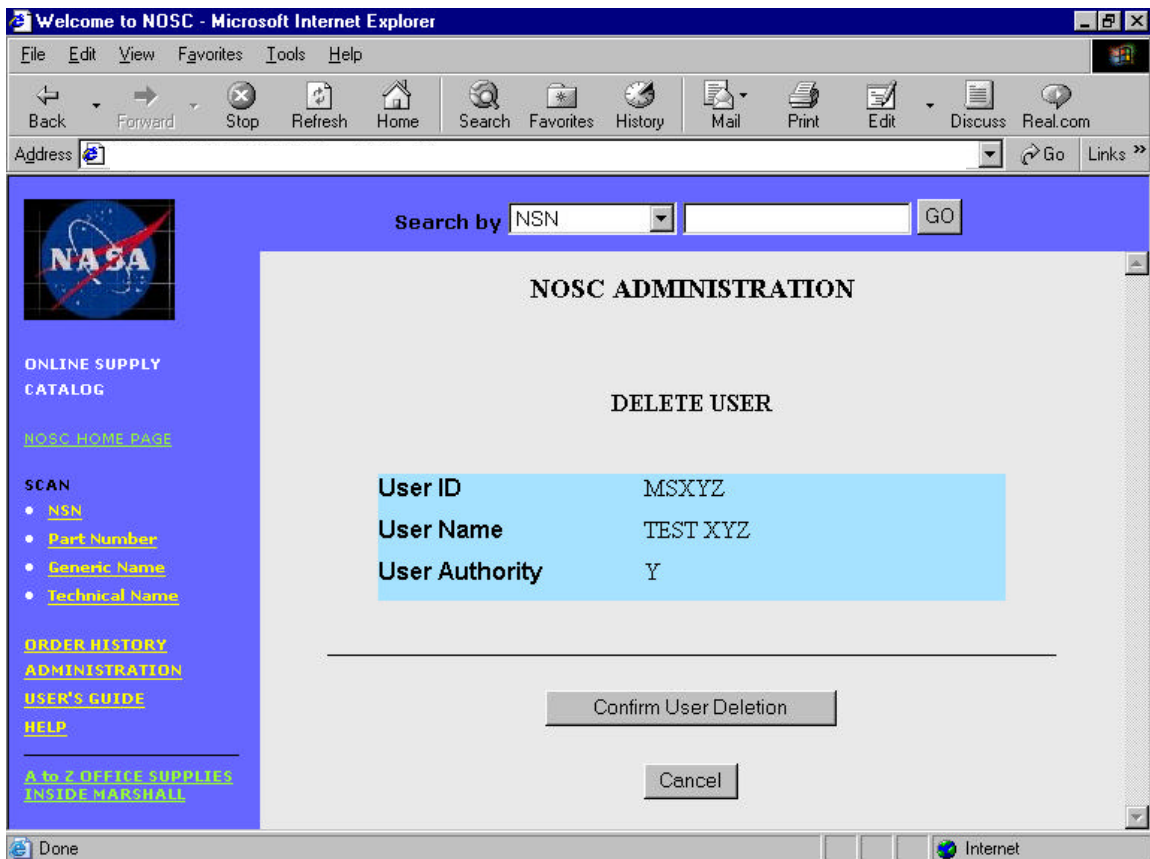 Welcome to NOSC - Microsoft Internet Explorer
File Edit View Favorites Tools Help
Back Forward Stop Refresh Home Search Favorites History Mail Print Edit Discuss Real.com
Address Go Links »
NASA
Search by NSN GO
NOSC ADMINISTRATION
ONLINE SUPPLY
CATALOG
NOSC HOME PAGE
SCAN
NSN
Part Number
Generic Name
Technical Name
ORDER HISTORY
ADMINISTRATION
USER'S GUIDE
HELP
A to Z OFFICE SUPPLIES
INSIDE MARSHALL
DELETE USER
User ID MSXYZ
User Name TEST XYZ
User Authority Y
Confirm User Deletion
Cancel
Done Internet